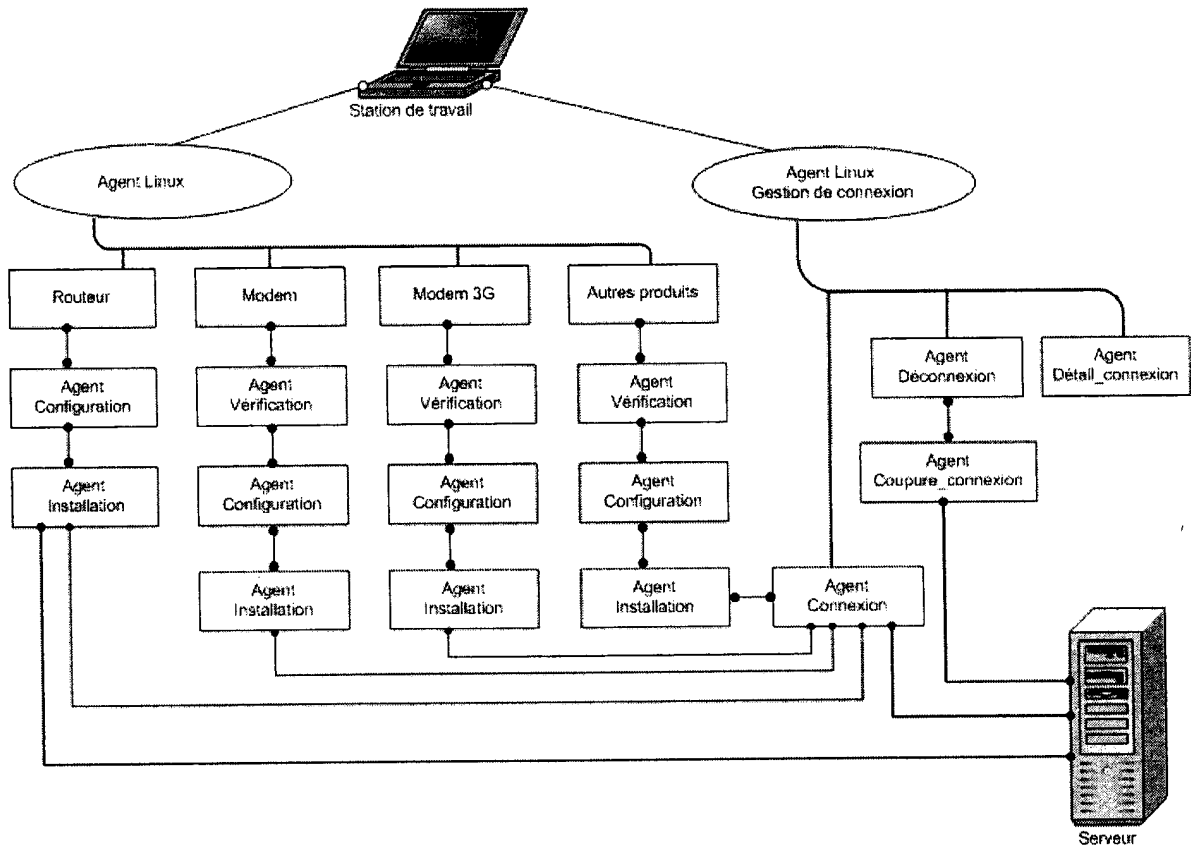 Station de travail
Agent Linux
Agent Linux
Gestion de connexion
Routeur
Modem
Modem 3G
Autres produits
Agent
Déconnexion
Agent
Détail_connexion
Agent
Configuration
Agent
Vérification
Agent
Vérification
Agent
Vérification
Agent
Coupure_connexion
Agent
Installation
Agent
Configuration
Agent
Configuration
Agent
Configuration
Agent
Installation
Agent
Installation
Agent
Installation
Agent
Connexion
Serveur